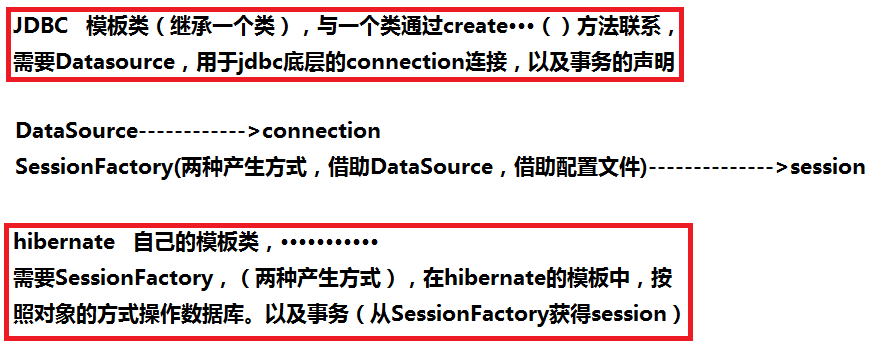 JDBC 模板类（继承一个类），与一个类通过create•••（）方法联系，
需要Datasource，用于jdbc底层的connection连接，以及事务的声明
DataSource------------>connection
SessionFactory(两种产生方式，借助DataSource，借助配置文件)-------------->session
hibernate 自己的模板类，•••••••••••
需要SessionFactory，（两种产生方式），在hibernate的模板中，按
照对象的方式操作数据库。以及事务（从SessionFactory获得session）